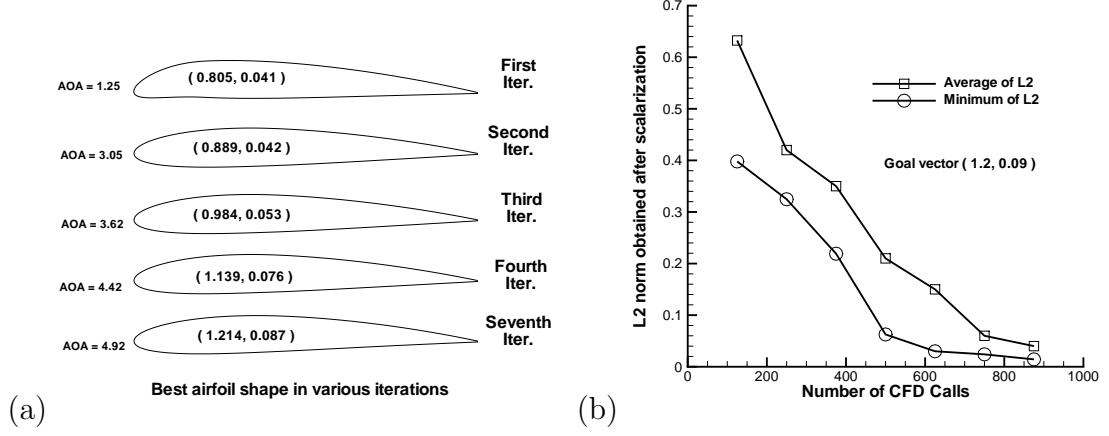 AOA = 1.25
( 0.805, 0.041 )
First
Iter.
AOA = 3.05
( 0.889, 0.042 )
Second
Iter.
AOA = 3.62
( 0.984, 0.053 )
Third
Iter.
AOA = 4.42
( 1.139, 0.076 )
Fourth
Iter.
AOA = 4.92
( 1.214, 0.087 )
Seventh
Iter.
Best airfoil shape in various iterations
(a)
L2 norm obtained after scalarization
0.7
0.6
0.5
0.4
0.3
0.2
0.1
0
Average of L2
Minimum of L2
Goal vector ( 1.2, 0.09 )
0 200 400 600 800 1000
Number of CFD Calls
(b)